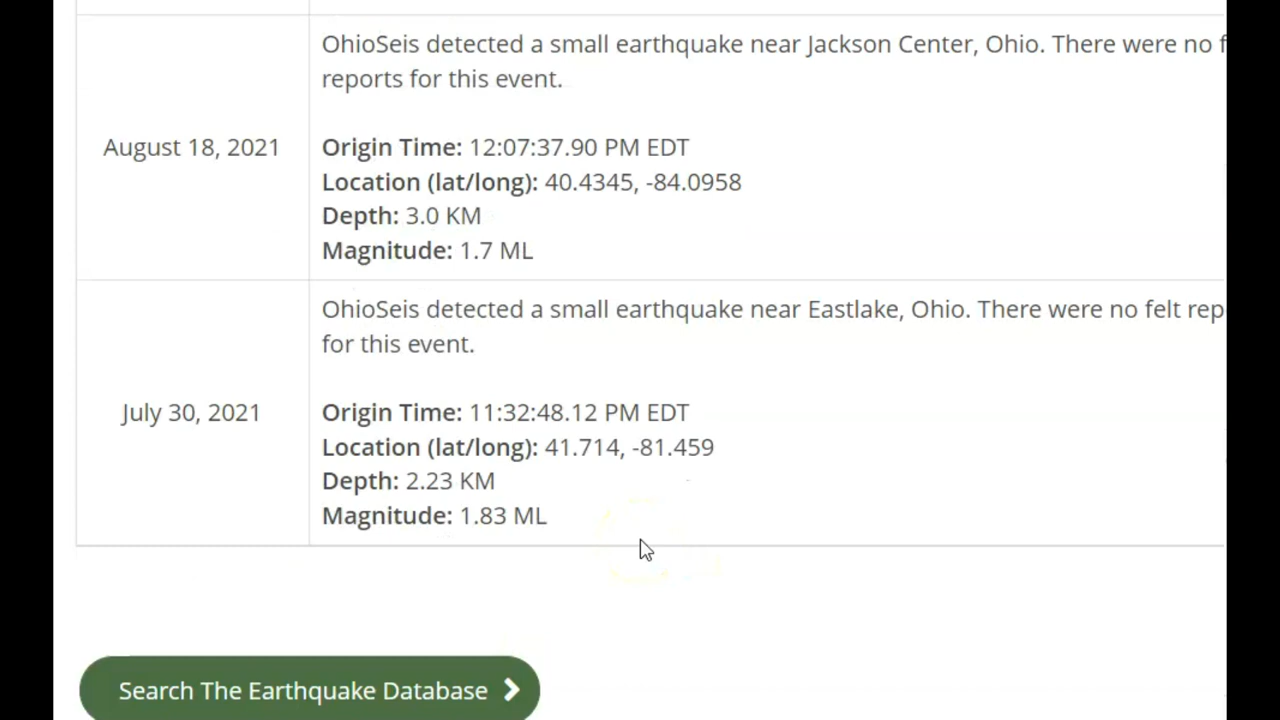 OhioSeis detected a small earthquake near Jackson Center, Ohio. There were no
reports for this event.
August 18, 2021
Origin Time: 12:07:37.90 PM EDT
Location (lat/long): 40.4345, -84.0958
Depth: 3.0 KM
Magnitude: 1.7 ML
OhioSeis detected a small earthquake near Eastlake, Ohio. There were no felt rep
for this event.
July 30, 2021
Origin Time: 11:32:48.12 PM EDT
Location (lat/long): 41.714, -81.459
Depth: 2.23 KM
Magnitude: 1.83 ML
Search The Earthquake Database